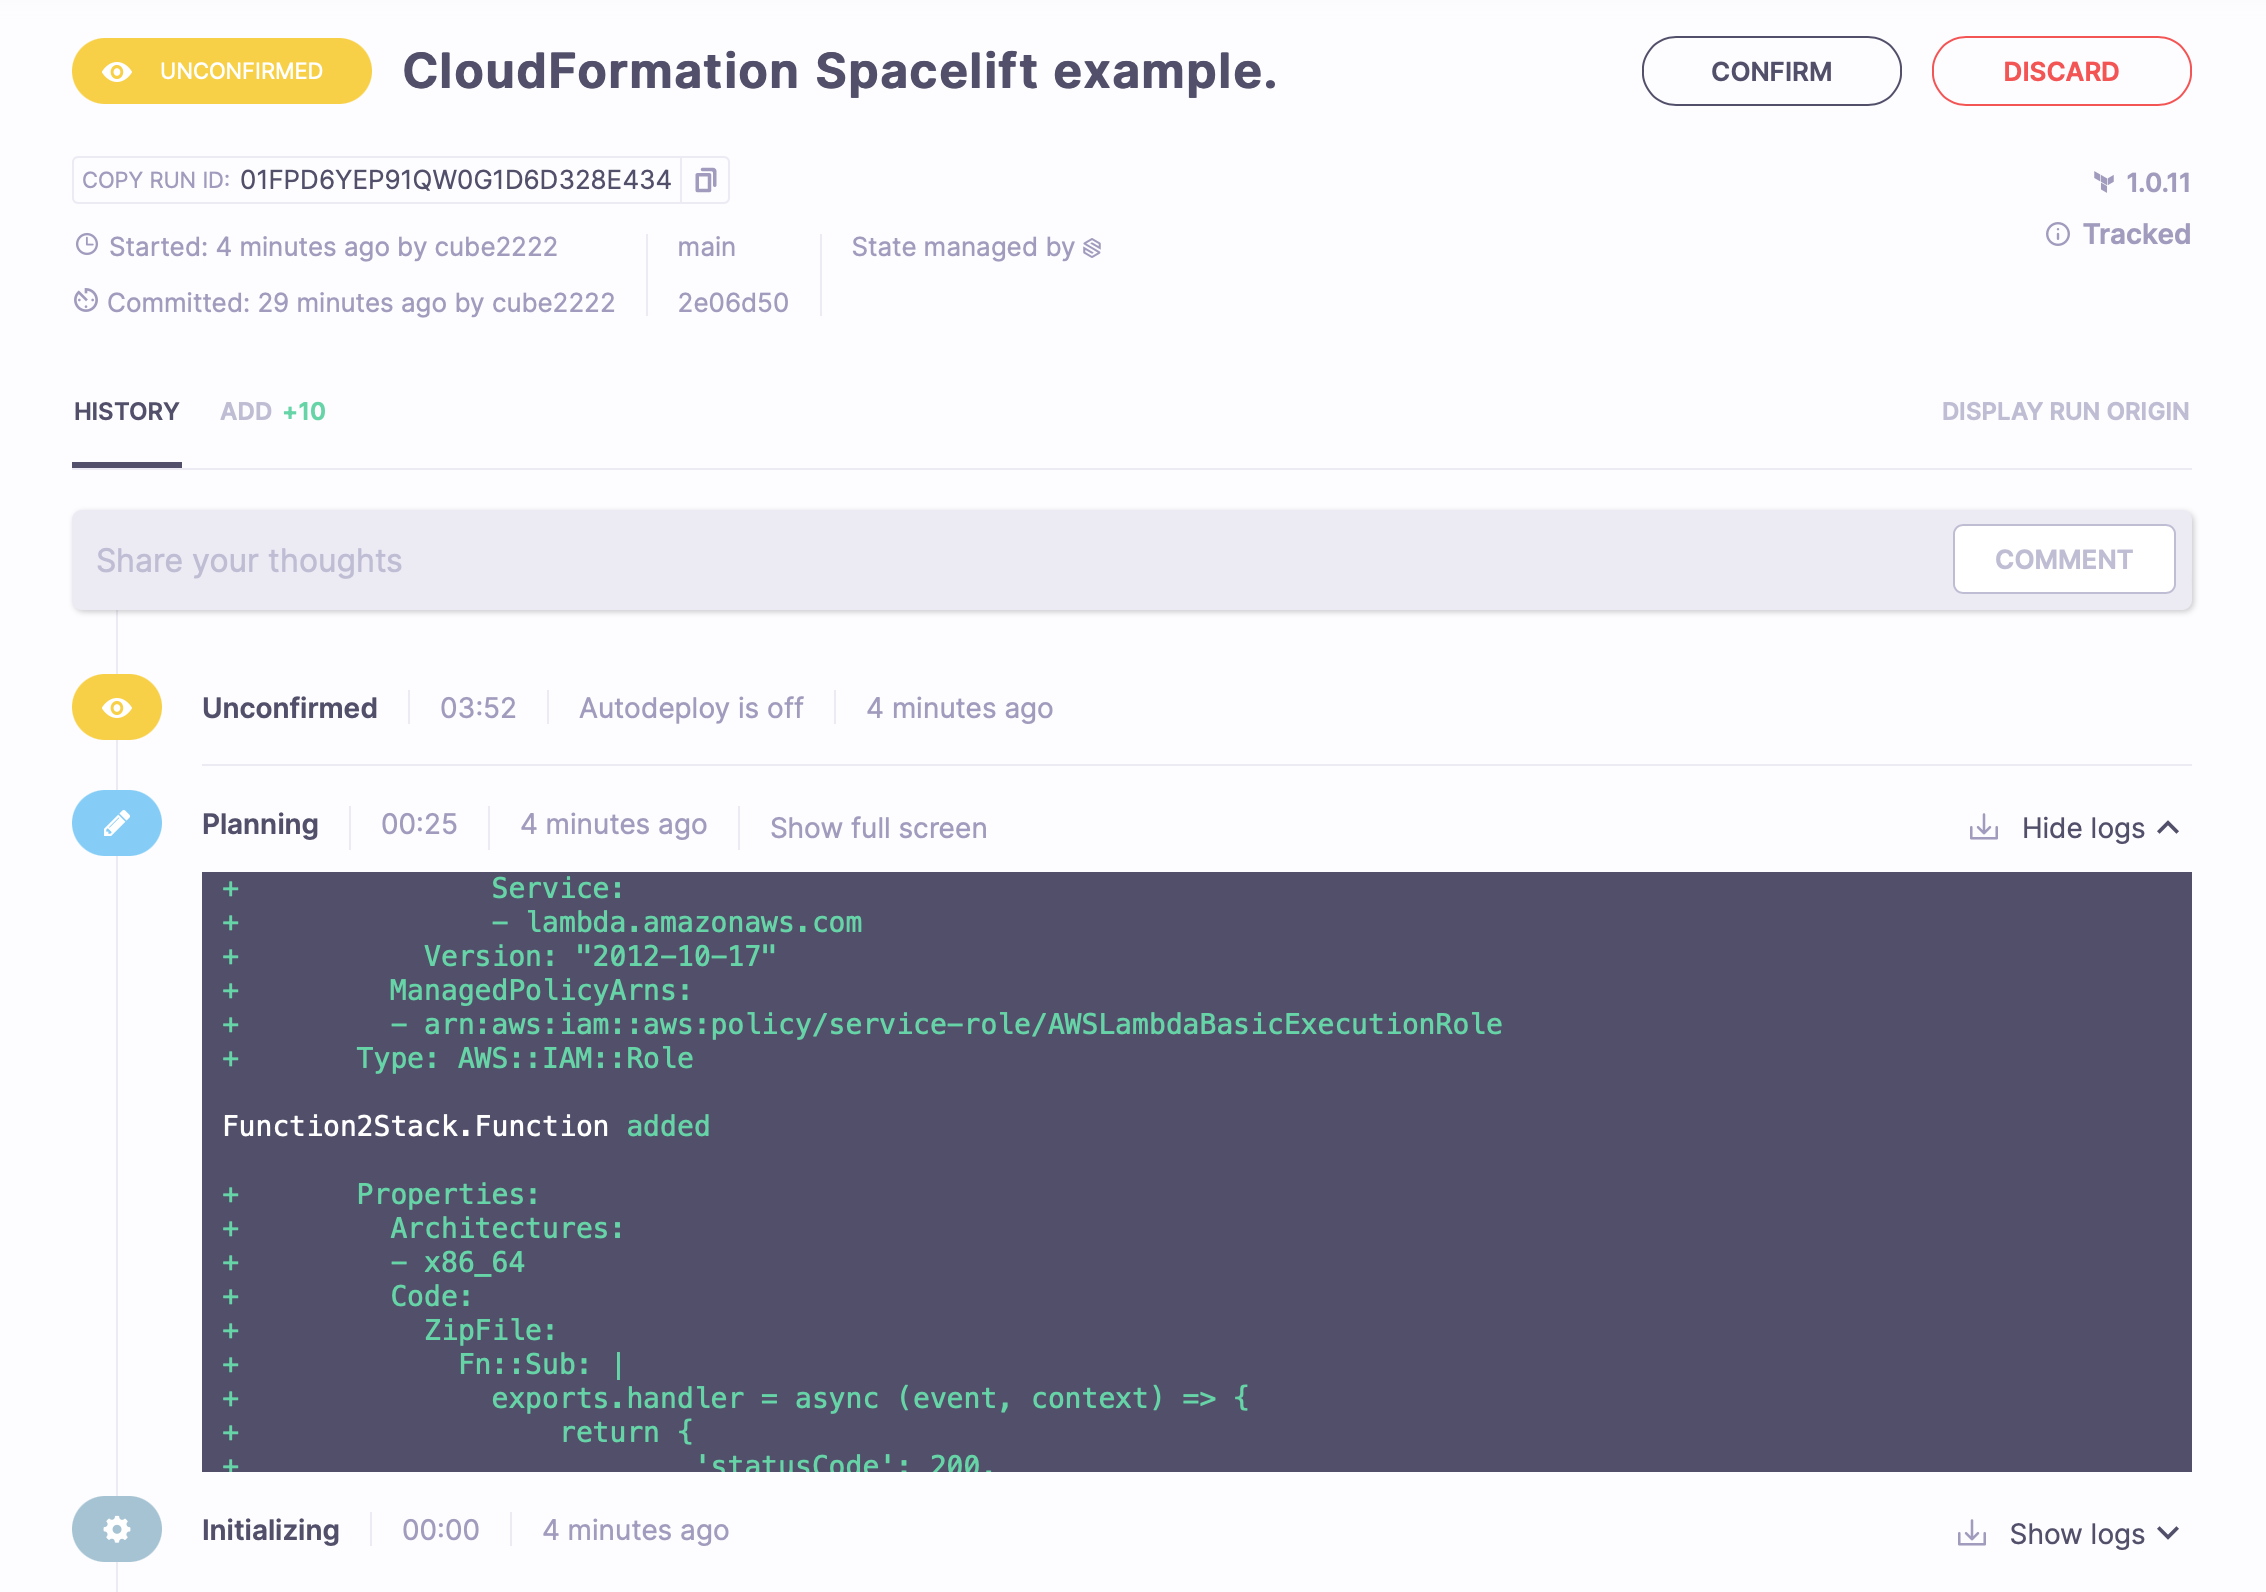 UNCONFIRMED CloudFormation Spacelift example. CONFIRM DISCARD
COPY RUN ID: 01FPD6YEP91QW0G1D6D328E434
1.0.11
Started: 4 minutes ago by cube2222 main State managed by
Tracked
Committed: 29 minutes ago by cube2222 2e06d50
HISTORY ADD +10 DISPLAY RUN ORIGIN
Share your thoughts COMMENT
Unconfirmed 03:52 Autodeploy is off 4 minutes ago
Planning 00:25 4 minutes ago Show full screen Hide logs
+               Service:
+               - lambda.amazonaws.com
+           Version: "2012-10-17"
+         ManagedPolicyArns:
+         - arn:aws:iam::aws:policy/service-role/AWSLambdaBasicExecutionRole
+       Type: AWS::IAM::Role
Function2Stack.Function added
+       Properties:
+         Architectures:
+         - x86_64
+         Code:
+           ZipFile:
+             Fn::Sub: |
+               exports.handler = async (event, context) => {
+                   return {
+                           'statusCode': 200,
Initializing 00:00 4 minutes ago Show logs